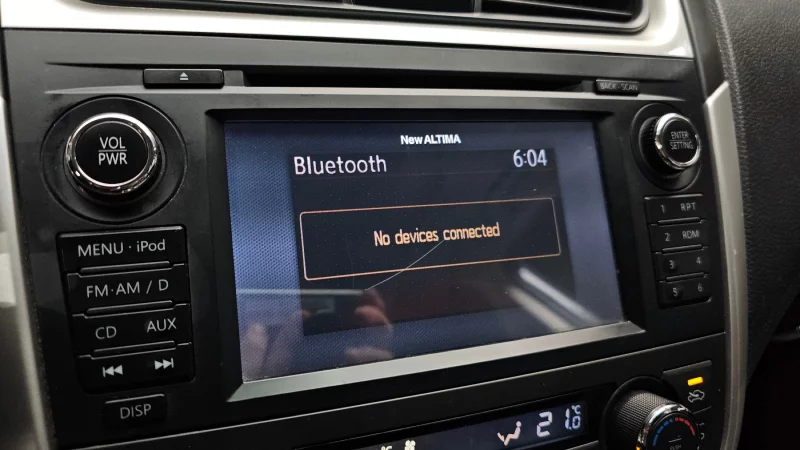 BACK·SCAN
New ALTIMA
VOL
PWR
Bluetooth
6:04
ENTER
SETTING
No devices connected
MENU · iPod
FM·AM / D
CD
AUX
DISP
1 RPT
2 RDM
3 4
5 6
21.0
°C